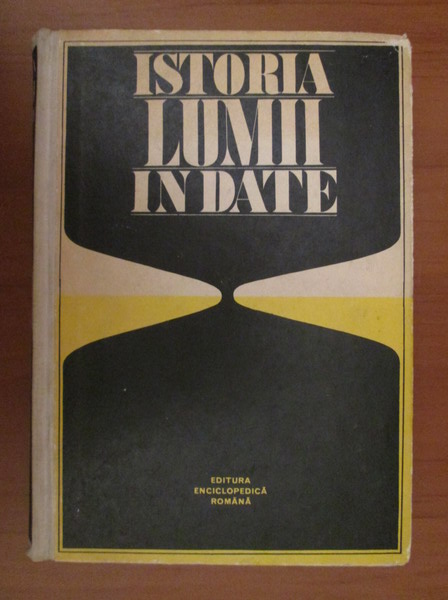 ISTORIA
LUMII
IN DATE
EDITURA
ENCICLOPEDICĂ
ROMÂNĂ